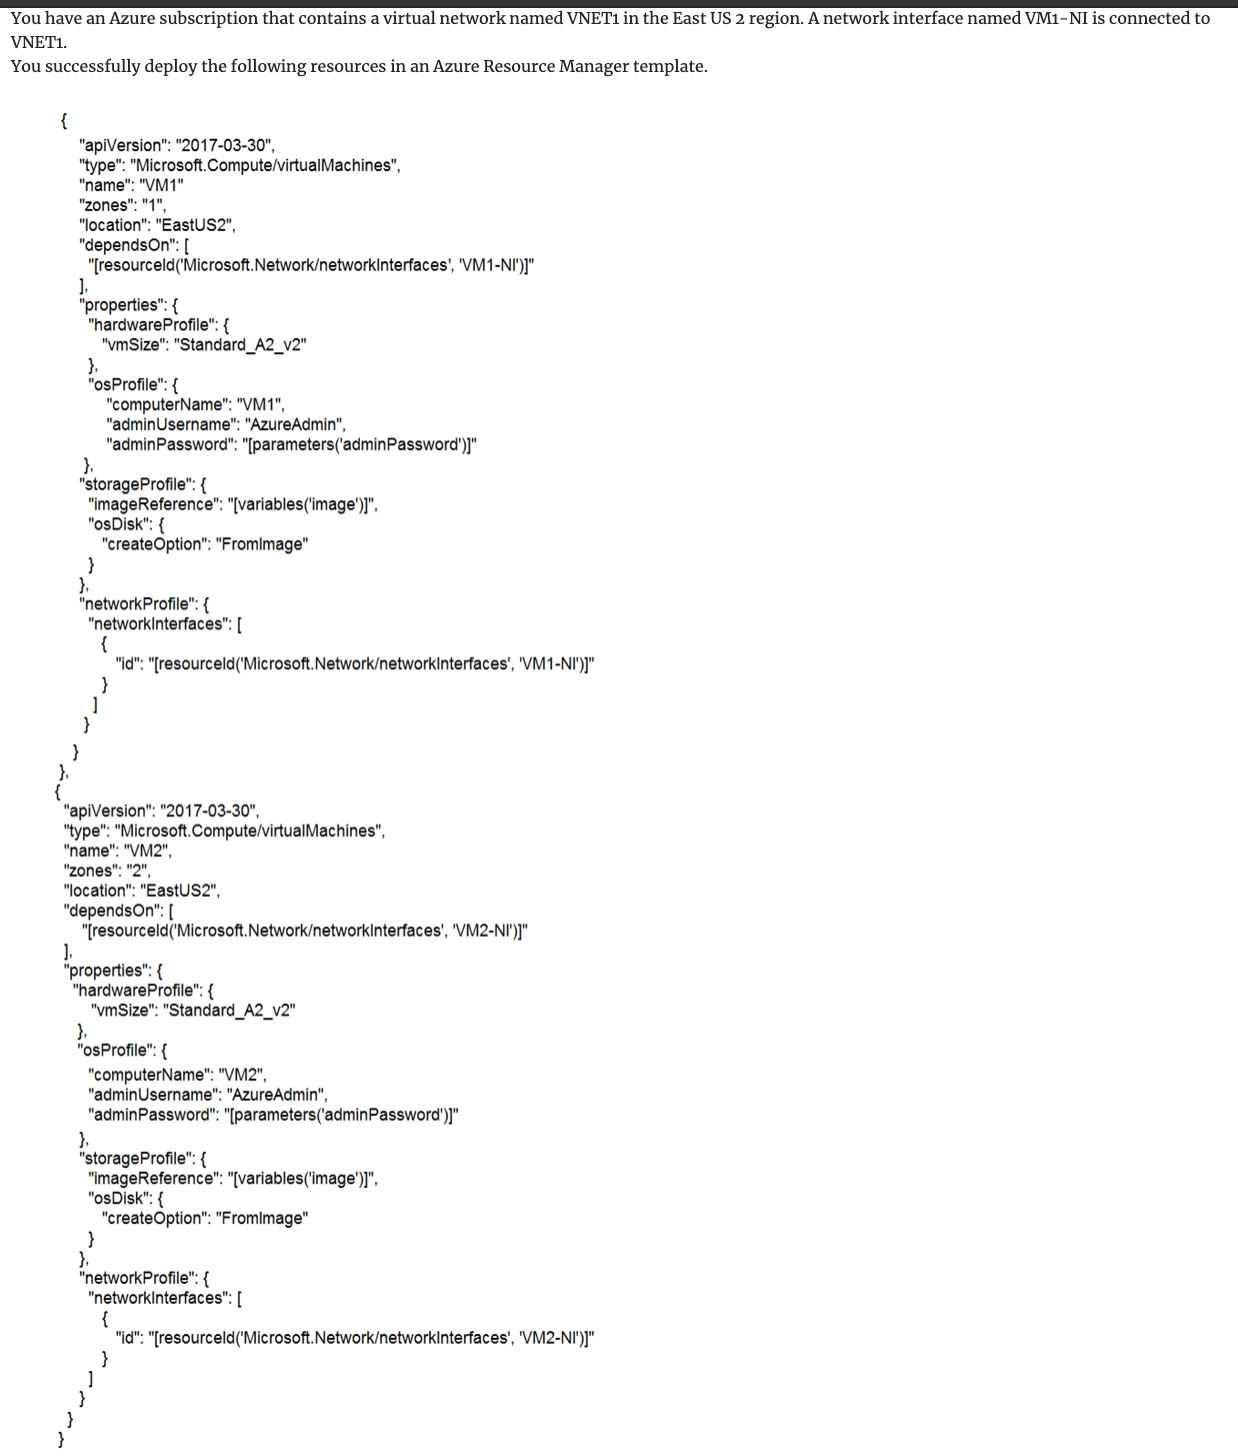 You have an Azure subscription that contains a virtual network named VNET1 in the East US 2 region. A network interface named VM1-NI is connected to
VNET1.
You successfully deploy the following resources in an Azure Resource Manager template.
{
"apiVersion": "2017-03-30",
"type": "Microsoft.Compute/virtualMachines",
"name": "VM1"
"zones": "1",
"location": "EastUS2",
"dependsOn": [
"[resourceId('Microsoft.Network/networkInterfaces', 'VM1-NI')]"
],
"properties": {
"hardwareProfile": {
"vmSize": "Standard_A2_v2"
},
"osProfile": {
"computerName": "VM1",
"adminUsername": "AzureAdmin",
"adminPassword": "[parameters('adminPassword')]"
},
"storageProfile": {
"imageReference": "[variables('image')]",
"osDisk": {
"createOption": "FromImage"
}
},
"networkProfile": {
"networkInterfaces": [
{
"id": "[resourceId('Microsoft.Network/networkInterfaces', 'VM1-NI')]"
}
]
}
}
},
{
"apiVersion": "2017-03-30",
"type": "Microsoft.Compute/virtualMachines",
"name": "VM2",
"zones": "2",
"location": "EastUS2",
"dependsOn": [
"[resourceId('Microsoft.Network/networkInterfaces', 'VM2-NI')]"
],
"properties": {
"hardwareProfile": {
"vmSize": "Standard_A2_v2"
},
"osProfile": {
"computerName": "VM2",
"adminUsername": "AzureAdmin",
"adminPassword": "[parameters('adminPassword')]"
},
"storageProfile": {
"imageReference": "[variables('image')]",
"osDisk": {
"createOption": "FromImage"
}
},
"networkProfile": {
"networkInterfaces": [
{
"id": "[resourceId('Microsoft.Network/networkInterfaces', 'VM2-NI')]"
}
]
}
}
}